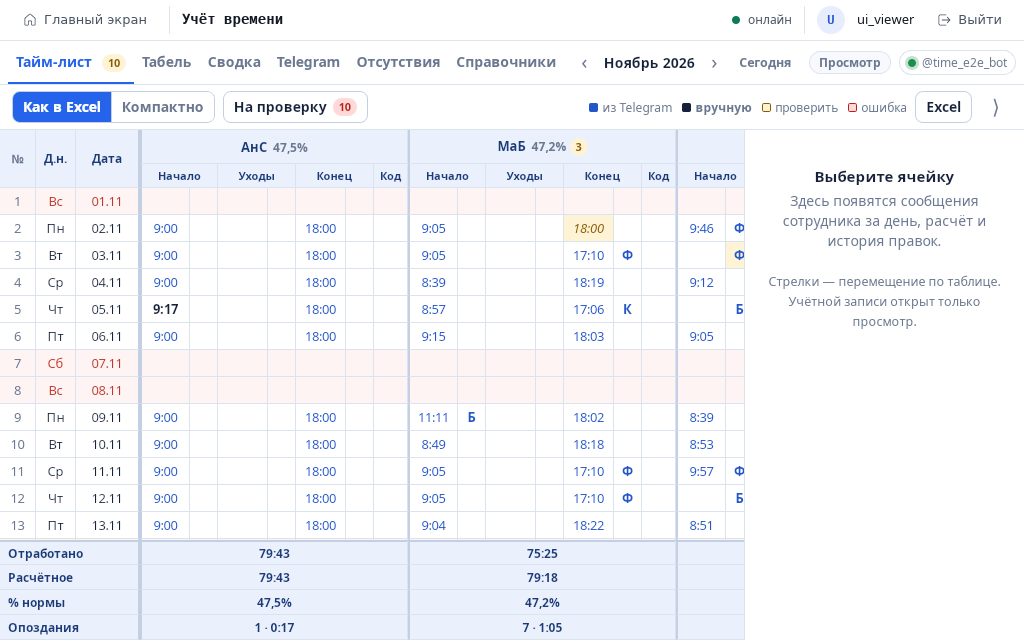 Главный экран Учёт времени онлайн U ui_viewer Выйти
Тайм-лист 10 Табель Сводка Telegram Отсутствия Справочники ‹ Ноябрь 2026 › Сегодня Просмотр @time_e2e_bot
Как в Excel Компактно На проверку 10 из Telegram вручную проверить ошибка Excel ⟩
№ Д.н. Дата АнС 47,5% МаБ 47,2% 3
Начало Уходы Конец Код Начало Уходы Конец Код Начало
1 Вс 01.11
2 Пн 02.11 9:00 18:00 9:05 18:00 9:46 Ф
3 Вт 03.11 9:00 18:00 9:05 17:10 Ф Ф
4 Ср 04.11 9:00 18:00 8:39 18:19 9:12
5 Чт 05.11 9:17 18:00 8:57 17:06 К Б
6 Пт 06.11 9:00 18:00 9:15 18:03 9:05
7 Сб 07.11
8 Вс 08.11
9 Пн 09.11 9:00 18:00 11:11 Б 18:02 8:39
10 Вт 10.11 9:00 18:00 8:49 18:18 8:53
11 Ср 11.11 9:00 18:00 9:05 17:10 Ф 9:57 Ф
12 Чт 12.11 9:00 18:00 9:05 17:10 Ф Б
13 Пт 13.11 9:00 18:00 9:04 18:22 8:51
Отработано 79:43 75:25
Расчётное 79:43 79:18
% нормы 47,5% 47,2%
Опоздания 1 · 0:17 7 · 1:05
Выберите ячейку
Здесь появятся сообщения
сотрудника за день, расчёт и
история правок.
Стрелки — перемещение по таблице.
Учётной записи открыт только
просмотр.